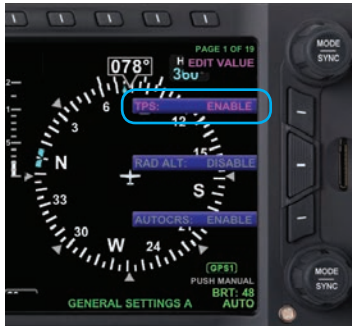 PAGE 1 OF 19
078°
H EDIT VALUE
360°
TPS: ENABLE
6
12
3
15
RAD ALT: DISABLE
N
S
33
AUTOCRS: ENABLE
30
24
W
GPS1
PUSH MANUAL
BRT: 48
GENERAL SETTINGS A AUTO
MODE
SYNC
MODE
SYNC